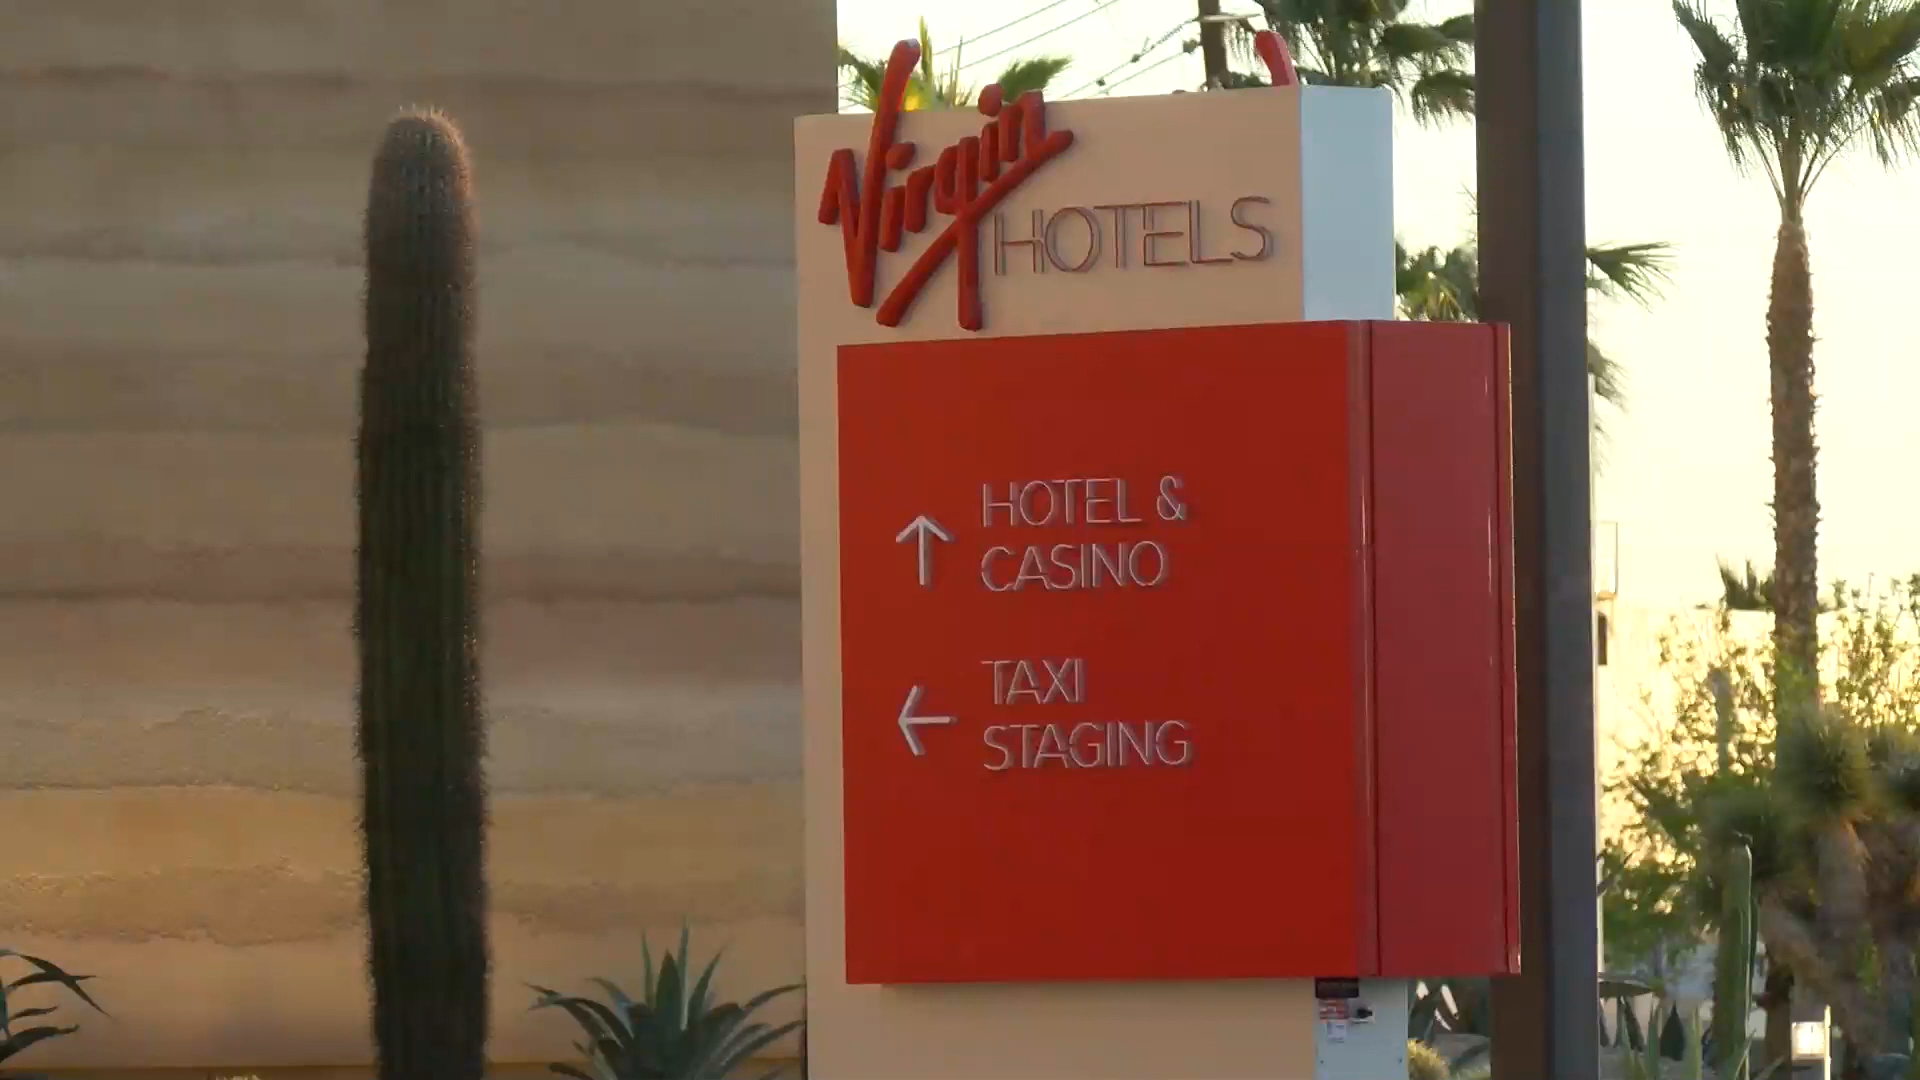 Virgin
HOTELS
HOTEL &
CASINO
TAXI
STAGING